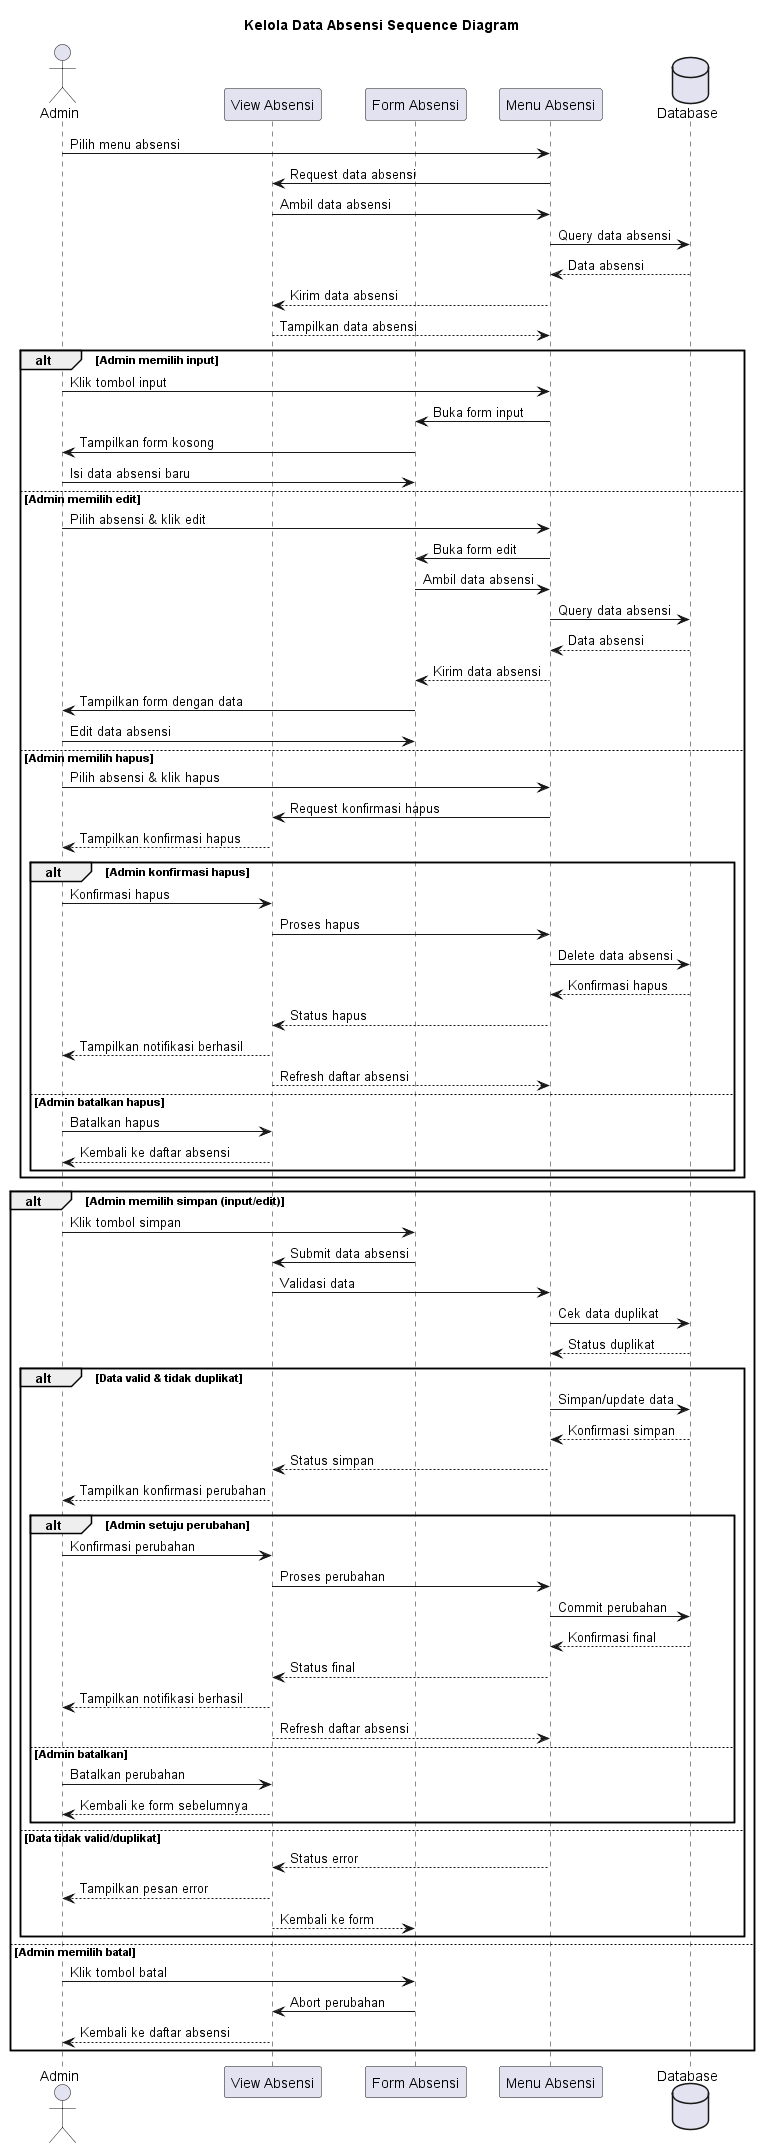 Kelola Data Absensi Sequence Diagram
Admin
View Absensi
Form Absensi
Menu Absensi
Database
Pilih menu absensi
Request data absensi
Ambil data absensi
Query data absensi
Data absensi
Kirim data absensi
Tampilkan data absensi
alt [Admin memilih input]
Klik tombol input
Buka form input
Tampilkan form kosong
Isi data absensi baru
[Admin memilih edit]
Pilih absensi & klik edit
Buka form edit
Ambil data absensi
Query data absensi
Data absensi
Kirim data absensi
Tampilkan form dengan data
Edit data absensi
[Admin memilih hapus]
Pilih absensi & klik hapus
Request konfirmasi hapus
Tampilkan konfirmasi hapus
alt [Admin konfirmasi hapus]
Konfirmasi hapus
Proses hapus
Delete data absensi
Konfirmasi hapus
Status hapus
Tampilkan notifikasi berhasil
Refresh daftar absensi
[Admin batalkan hapus]
Batalkan hapus
Kembali ke daftar absensi
alt [Admin memilih simpan (input/edit)]
Klik tombol simpan
Submit data absensi
Validasi data
Cek data duplikat
Status duplikat
alt [Data valid & tidak duplikat]
Simpan/update data
Konfirmasi simpan
Status simpan
Tampilkan konfirmasi perubahan
alt [Admin setuju perubahan]
Konfirmasi perubahan
Proses perubahan
Commit perubahan
Konfirmasi final
Status final
Tampilkan notifikasi berhasil
Refresh daftar absensi
[Admin batalkan]
Batalkan perubahan
Kembali ke form sebelumnya
[Data tidak valid/duplikat]
Status error
Tampilkan pesan error
Kembali ke form
[Admin memilih batal]
Klik tombol batal
Abort perubahan
Kembali ke daftar absensi
Admin
View Absensi
Form Absensi
Menu Absensi
Database